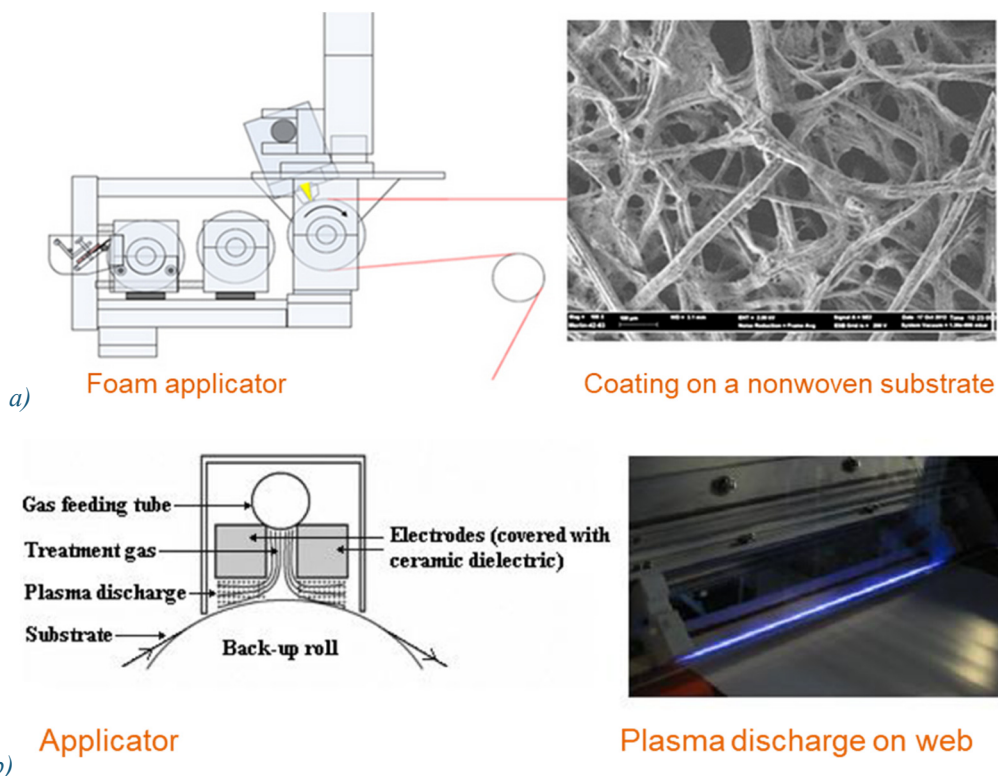 Foam applicator
Coating on a nonwoven substrate
a)
Gas feeding tube
Treatment gas
Plasma discharge
Substrate
Electrodes (covered with
ceramic dielectric)
Back-up roll
Applicator
Plasma discharge on web
b)